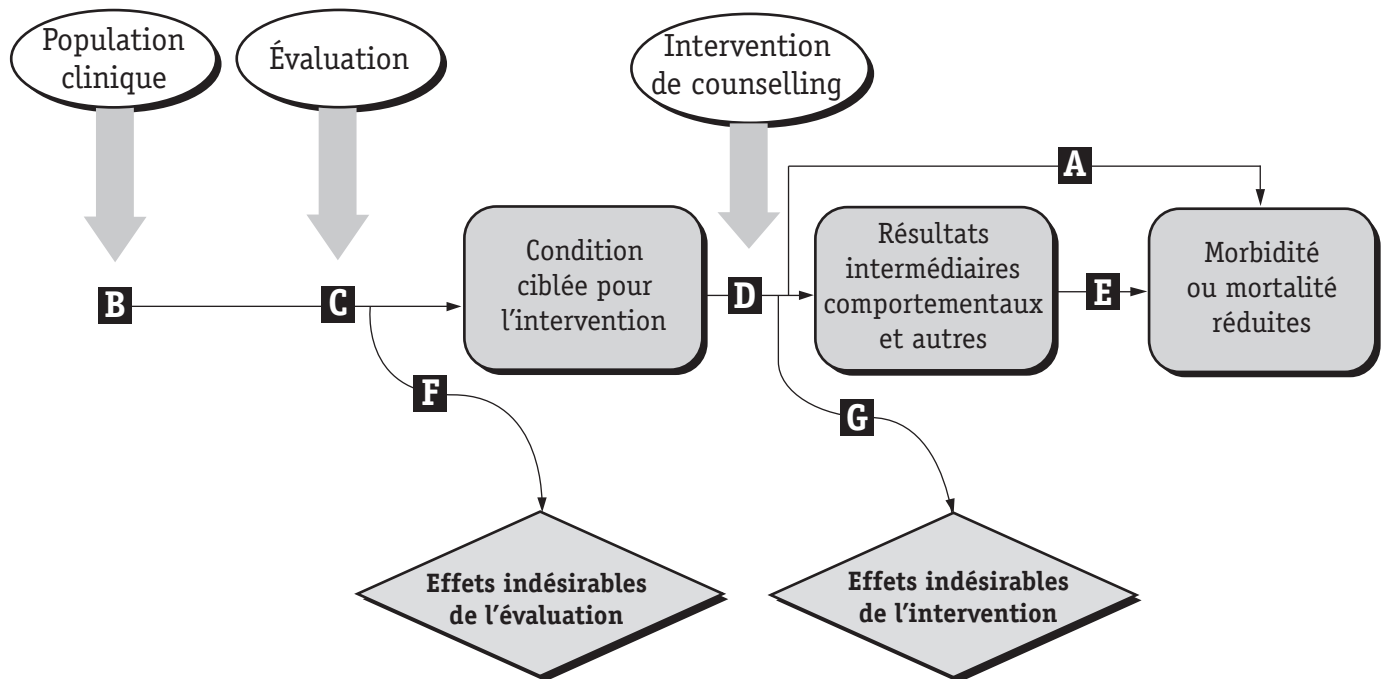 Population
clinique
Évaluation
Intervention
de counselling
A
Condition
ciblée pour
l'intervention
Résultats
intermédiaires
comportementaux
et autres
Morbidité
ou mortalité
réduites
B
C
D
E
F
G
Effets indésirables
de l'évaluation
Effets indésirables
de l'intervention